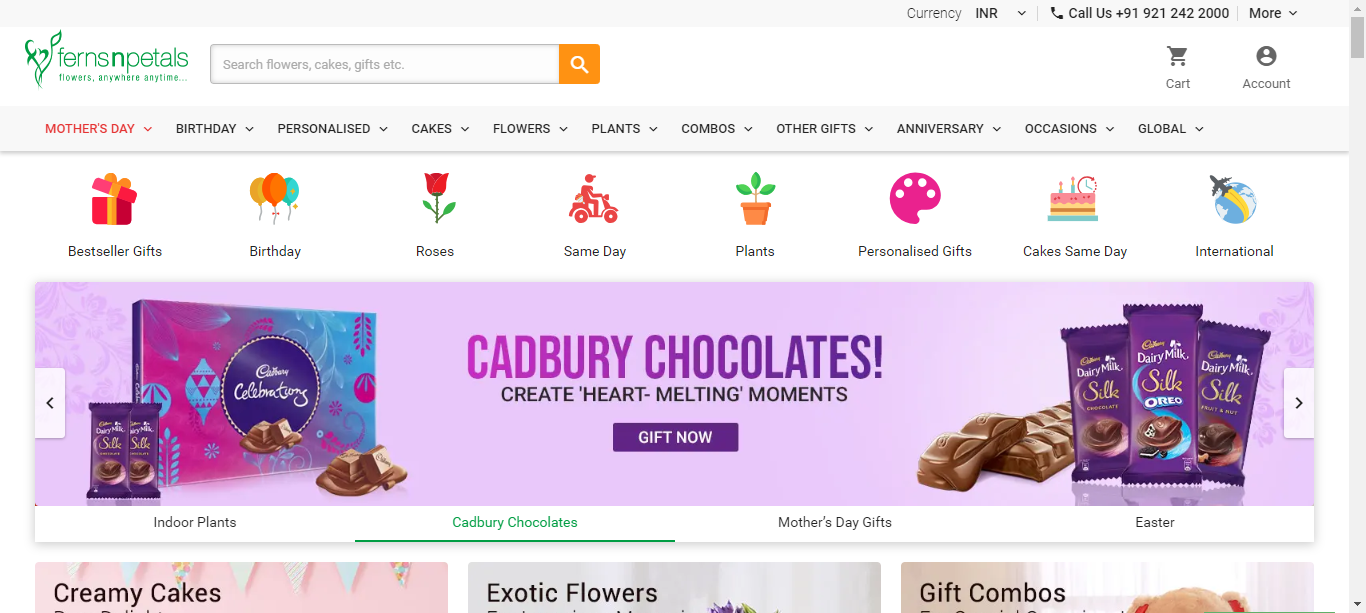 Currency INR Call Us +91 921 242 2000 More
fernsnpetals
flowers, anywhere anytime...
Search flowers, cakes, gifts etc.
Cart Account
MOTHER'S DAY BIRTHDAY PERSONALISED CAKES FLOWERS PLANTS COMBOS OTHER GIFTS ANNIVERSARY OCCASIONS GLOBAL
Bestseller Gifts Birthday Roses Same Day Plants Personalised Gifts Cakes Same Day International
CADBURY CHOCOLATES!
CREATE 'HEART- MELTING' MOMENTS
GIFT NOW
Cadbury
Celebrations
Cadbury
Dairy Milk
Silk
Cadbury
Dairy Milk
Silk
Cadbury
Dairy Milk
Silk
CHOCOLATE
Cadbury
Dairy Milk
Silk
OREO
Cadbury
Dairy Milk
Silk
FRUIT & NUT
Indoor Plants Cadbury Chocolates Mother’s Day Gifts Easter
Creamy Cakes Exotic Flowers Gift Combos